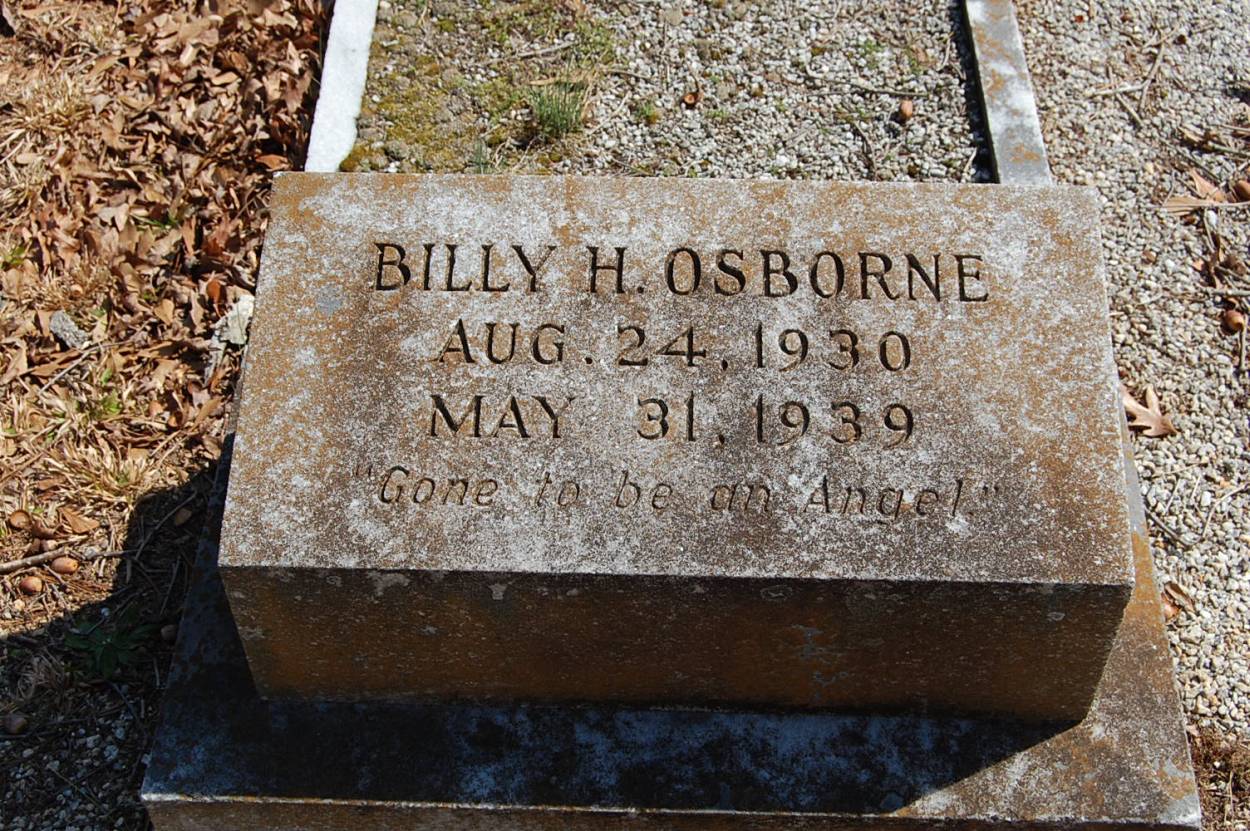 BILLY H. OSBORNE
AUG. 24, 1930
MAY 31, 1939
"Gone to be an Angel."